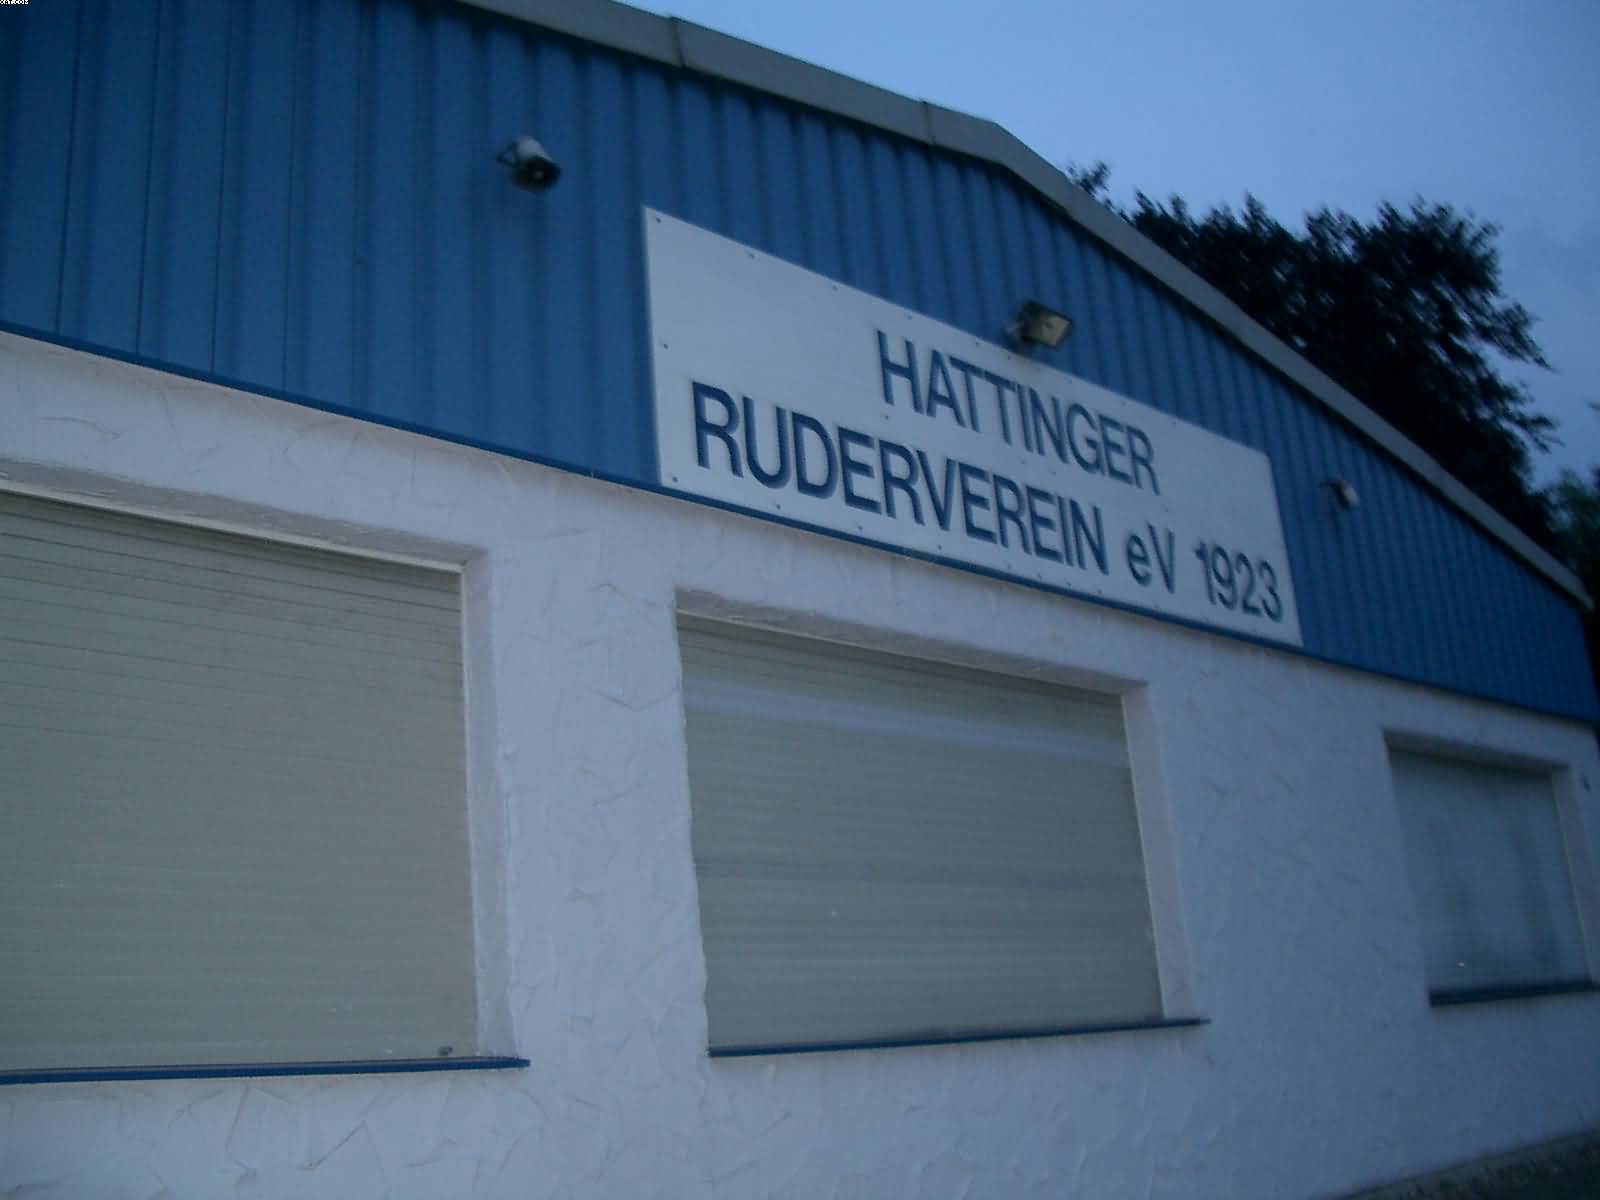 HATTINGER
RUDERVEREIN eV 1923